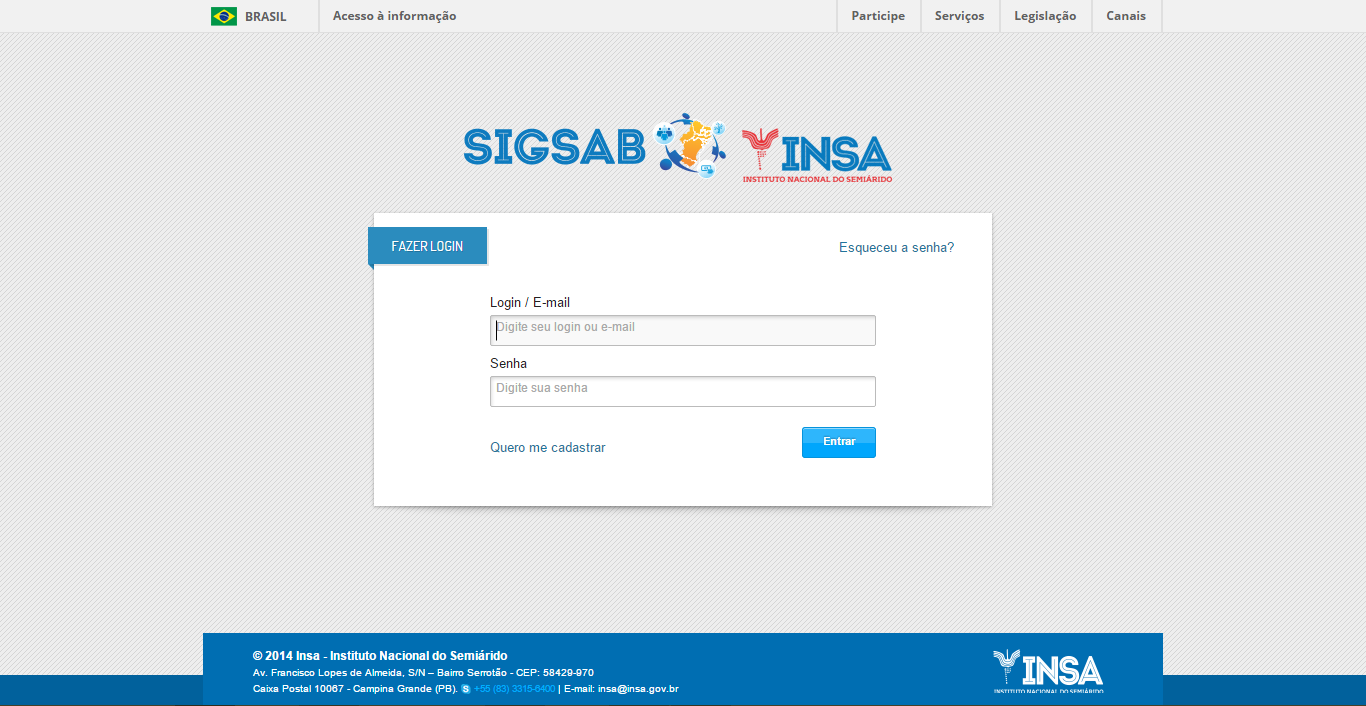 BRASIL
Acesso à informação
Participe
Serviços
Legislação
Canais
SIGSAB
INSA
INSTITUTO NACIONAL DO SEMIÁRIDO
FAZER LOGIN
Esqueceu a senha?
Login / E-mail
Digite seu login ou e-mail
Senha
Digite sua senha
Quero me cadastrar
Entrar
© 2014 Insa - Instituto Nacional do Semiárido
Av. Francisco Lopes de Almeida, S/N – Bairro Serrotão - CEP: 58429-970
Caixa Postal 10067 - Campina Grande (PB). S +55 (83) 3315-6400 | E-mail: insa@insa.gov.br
INSA
INSTITUTO NACIONAL DO SEMIÁRIDO